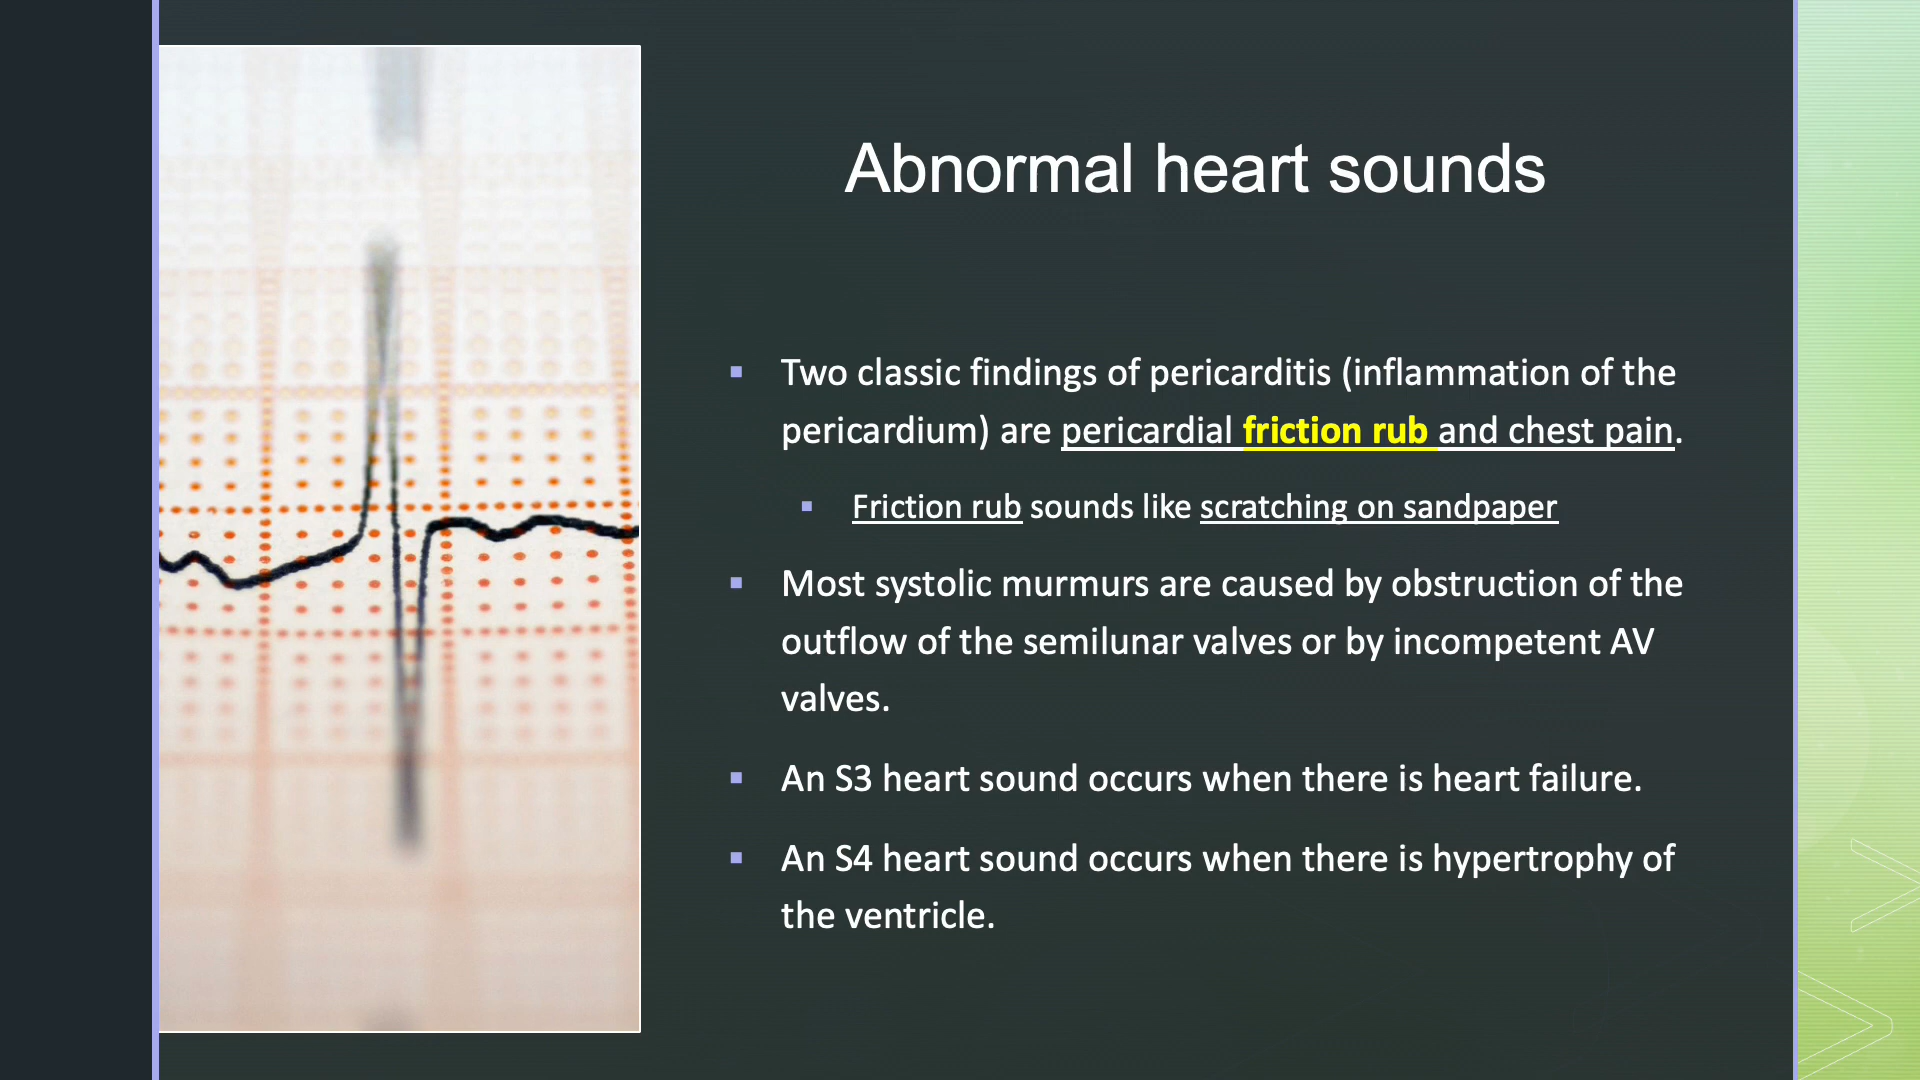 Abnormal heart sounds
Two classic findings of pericarditis (inflammation of the
pericardium) are pericardial friction rub and chest pain.
Friction rub sounds like scratching on sandpaper
Most systolic murmurs are caused by obstruction of the
outflow of the semilunar valves or by incompetent AV
valves.
An S3 heart sound occurs when there is heart failure.
An S4 heart sound occurs when there is hypertrophy of
the ventricle.